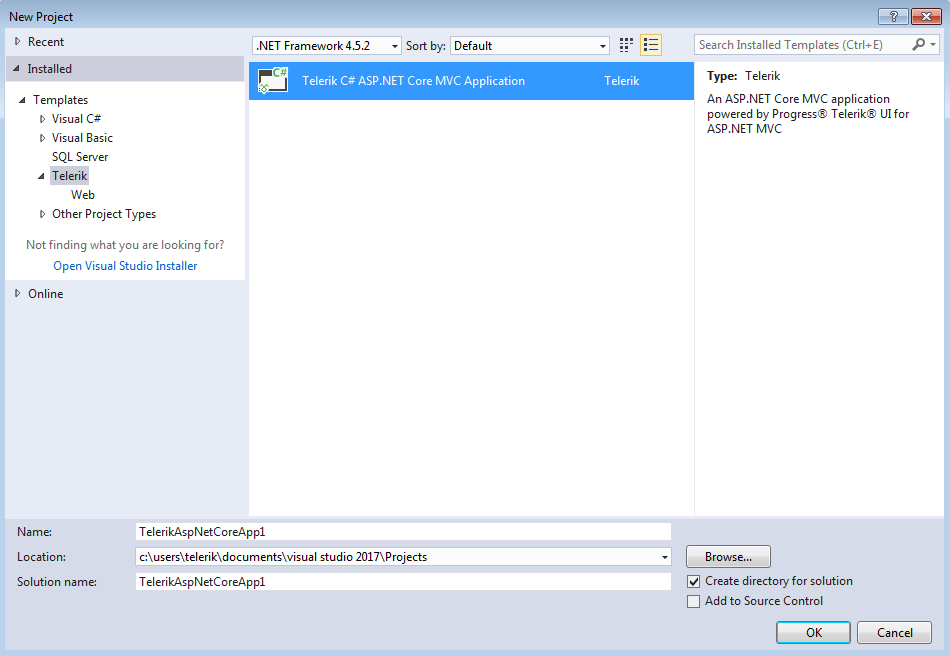 New Project
?
Recent
.NET Framework 4.5.2 Sort by: Default
Search Installed Templates (Ctrl+E)
Installed
Templates
Visual C#
Visual Basic
SQL Server
Telerik
Web
Other Project Types
Not finding what you are looking for?
Open Visual Studio Installer
Online
C#
Telerik C# ASP.NET Core MVC Application Telerik
Type: Telerik
An ASP.NET Core MVC application
powered by Progress® Telerik® UI for
ASP.NET MVC
Name: TelerikAspNetCoreApp1
Location: c:\users\telerik\documents\visual studio 2017\Projects Browse...
Solution name: TelerikAspNetCoreApp1
Create directory for solution
Add to Source Control
OK Cancel